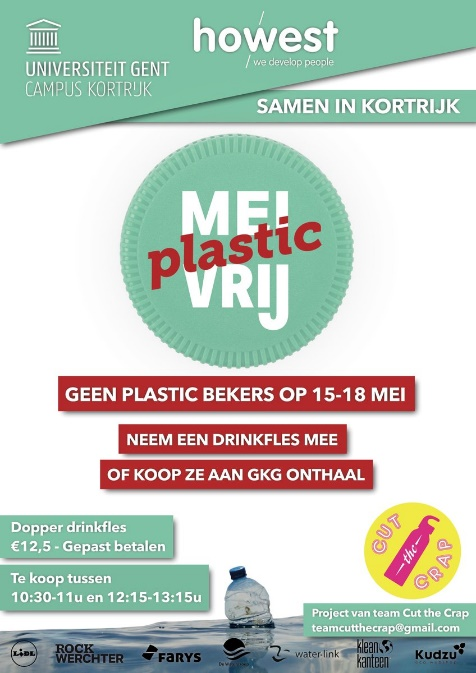 howest
we develop people
UNIVERSITEIT GENT
CAMPUS KORTRIJK
SAMEN IN KORTRIJK
MEI
plastic
VRIJ
GEEN PLASTIC BEKERS OP 15-18 MEI
NEEM EEN DRINKFLES MEE
OF KOOP ZE AAN GKG ONTHAAL
Dopper drinkfles
€12,5 - Gepast betalen
Te koop tussen
10:30-11u en 12:15-13:15u
CUT
the
CRAP
Project van team Cut the Crap
teamcutthecrap@gmail.com
LIDL
ROCK
WERCHTER
FARYS
water-link
klean
kanteen
Kudzu